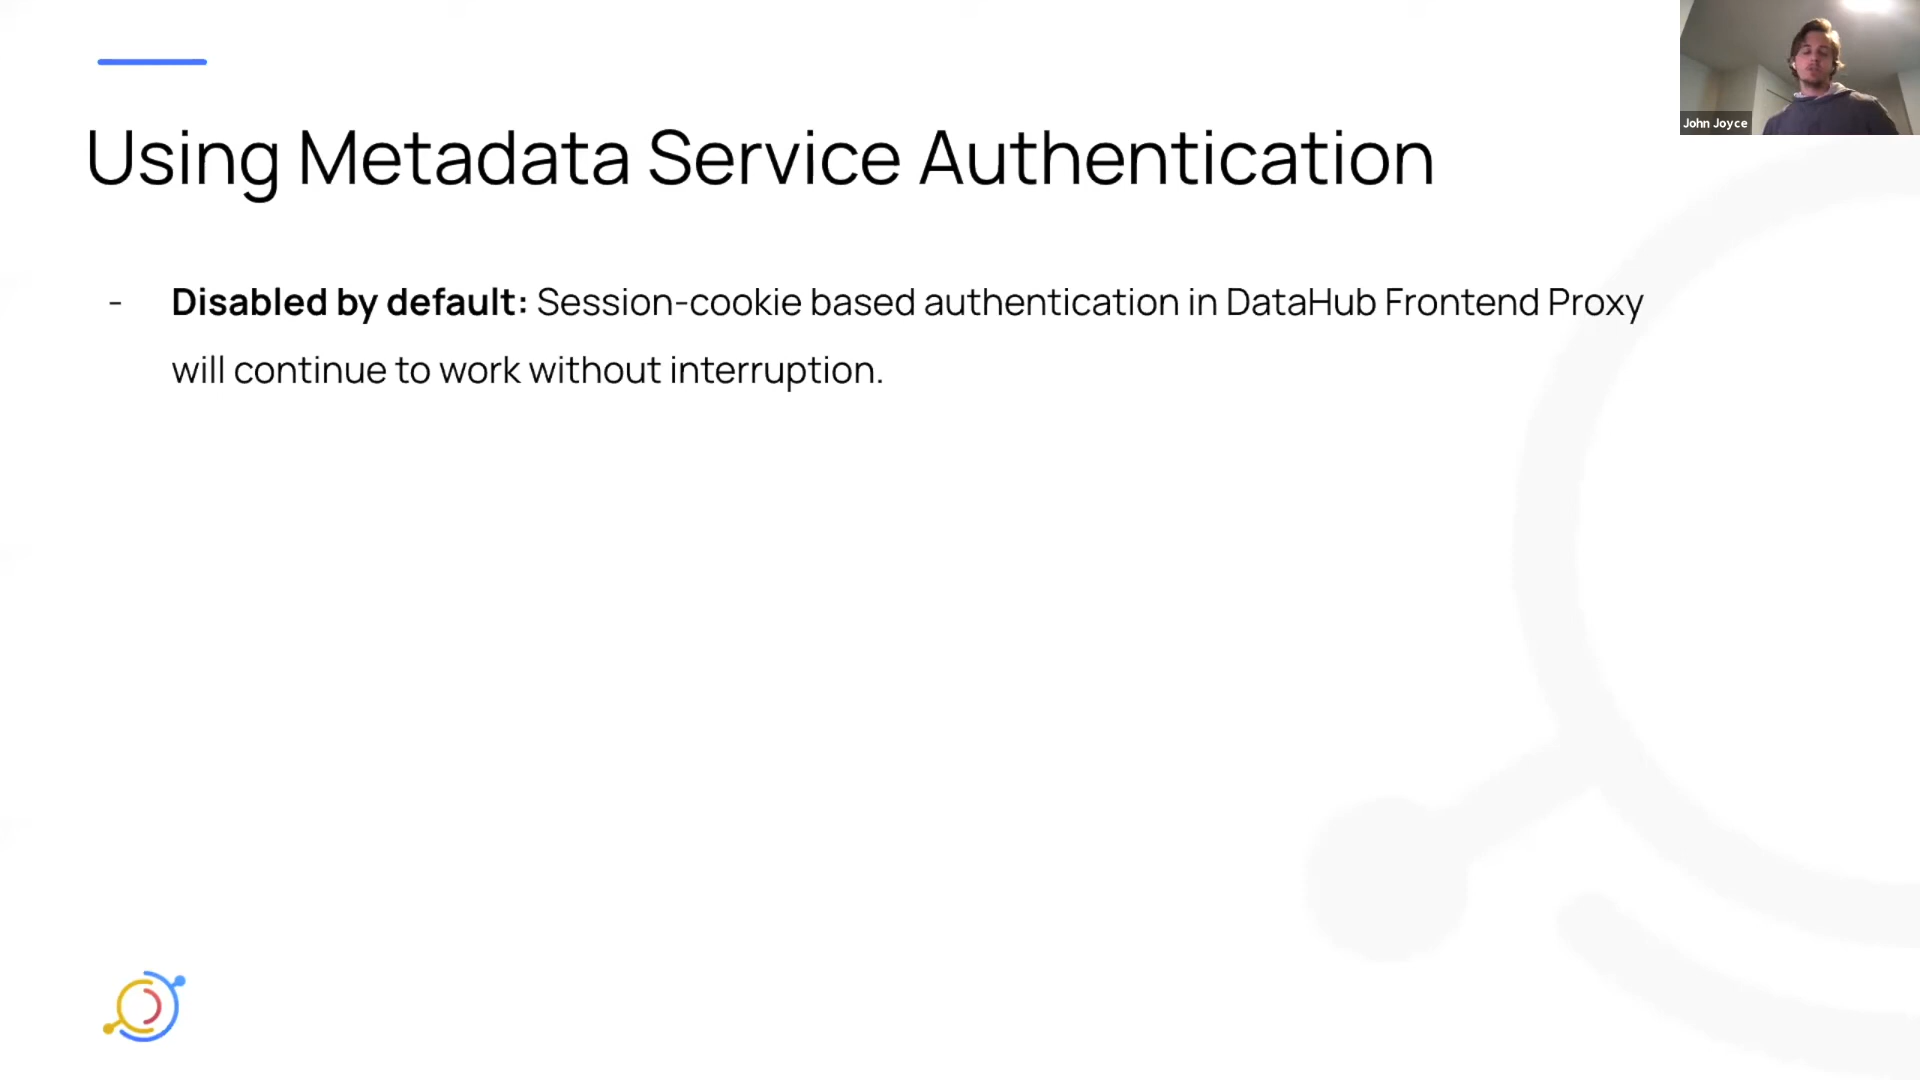 John Joyce
Using Metadata Service Authentication
- Disabled by default: Session-cookie based authentication in DataHub Frontend Proxy
will continue to work without interruption.